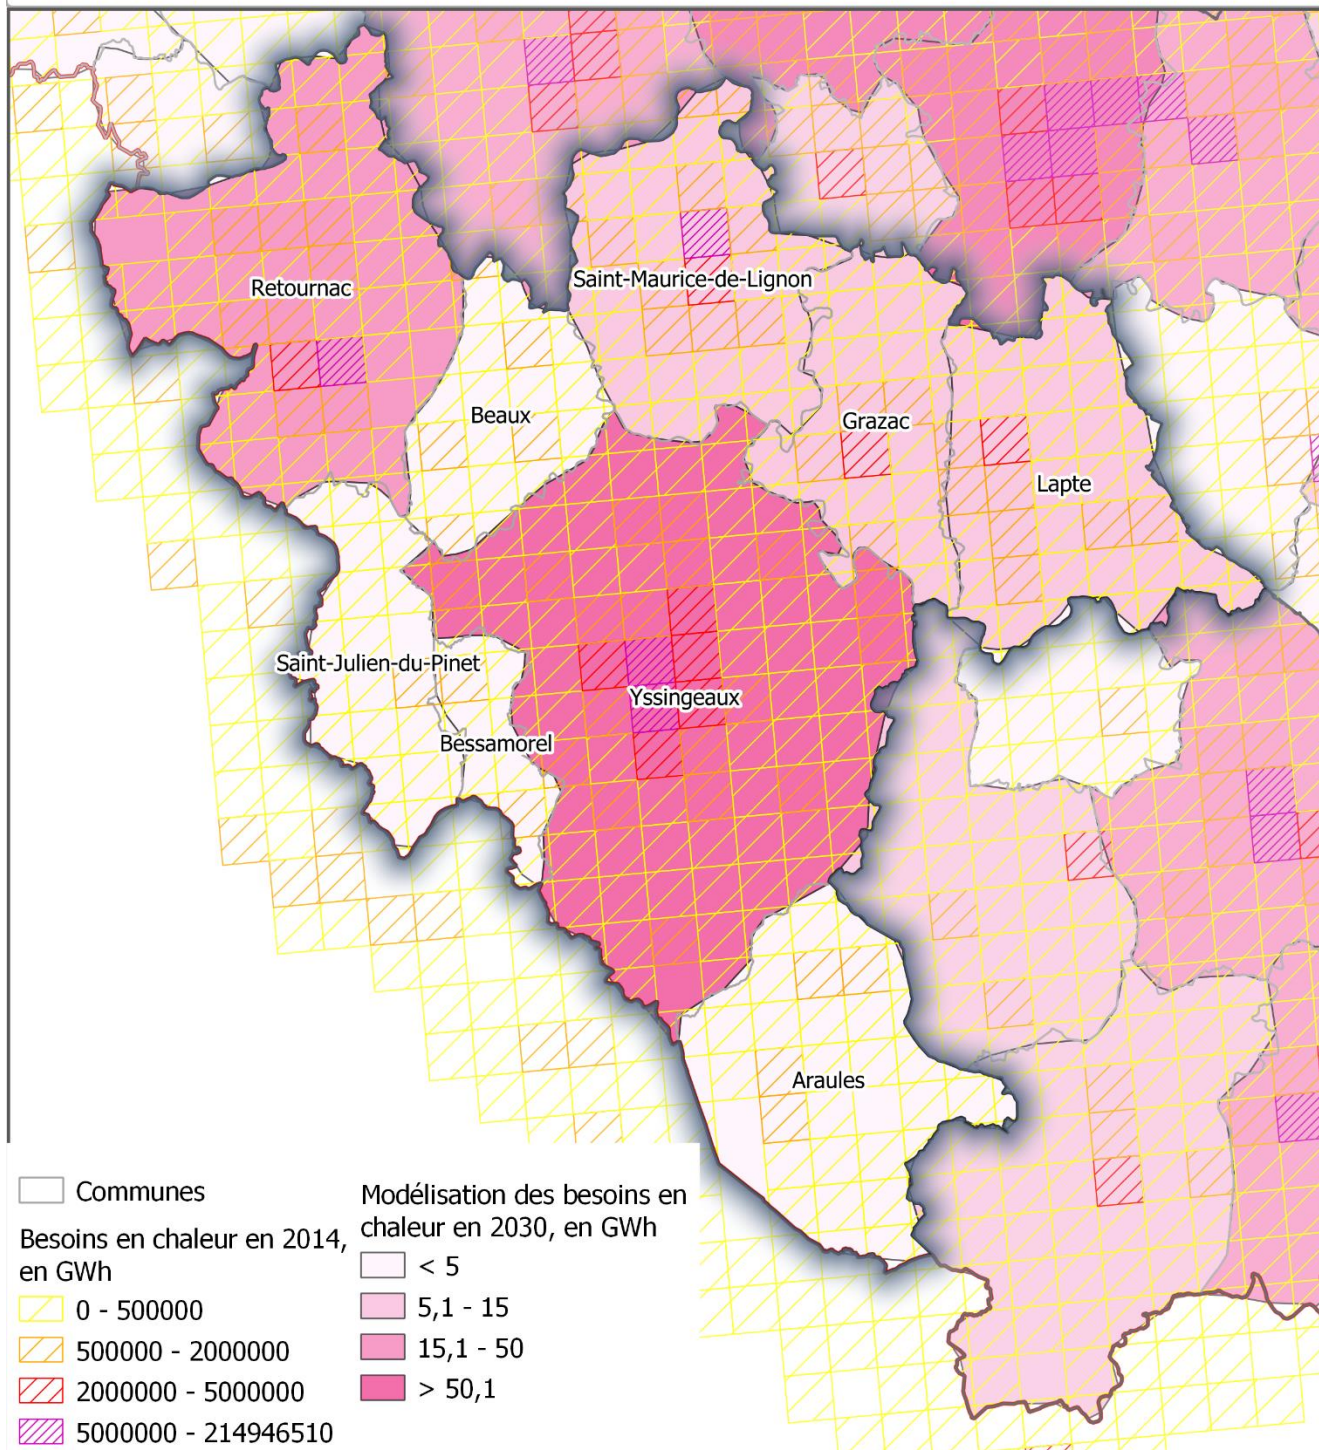 Retournac
Saint-Maurice-de-Lignon
Beaux
Grazac
Lapte
Saint-Julien-du-Pinet
Yssingeaux
Bessamorel
Araules
Communes
Besoins en chaleur en 2014,
en GWh
0 - 500000
500000 - 2000000
2000000 - 5000000
5000000 - 214946510
Modélisation des besoins en
chaleur en 2030, en GWh
< 5
5,1 - 15
15,1 - 50
> 50,1